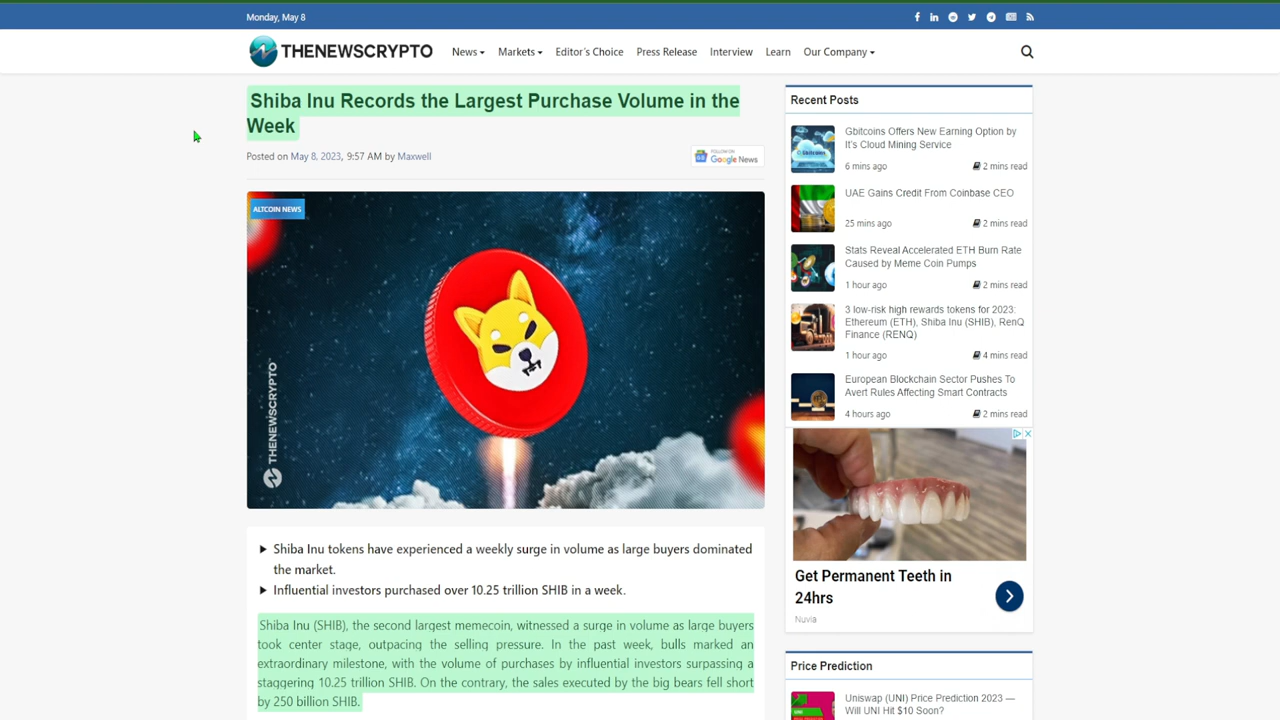 Monday, May 8
THENEWSCRYPTO
News Markets Editor's Choice Press Release Interview Learn Our Company
Shiba Inu Records the Largest Purchase Volume in the
Week
Posted on May 8, 2023, 9:57 AM by Maxwell
FOLLOW ON
Google News
ALTCOIN NEWS
THENEWSCRYPTO
▶ Shiba Inu tokens have experienced a weekly surge in volume as large buyers dominated
the market.
▶ Influential investors purchased over 10.25 trillion SHIB in a week.
Shiba Inu (SHIB), the second largest memecoin, witnessed a surge in volume as large buyers
took center stage, outpacing the selling pressure. In the past week, bulls marked an
extraordinary milestone, with the volume of purchases by influential investors surpassing a
staggering 10.25 trillion SHIB. On the contrary, the sales executed by the big bears fell short
by 250 billion SHIB.
Recent Posts
Gbitcoins Offers New Earning Option by
It's Cloud Mining Service
6 mins ago 2 mins read
UAE Gains Credit From Coinbase CEO
25 mins ago 2 mins read
Stats Reveal Accelerated ETH Burn Rate
Caused by Meme Coin Pumps
1 hour ago 2 mins read
3 low-risk high rewards tokens for 2023:
Ethereum (ETH), Shiba Inu (SHIB), RenQ
Finance (RENQ)
1 hour ago 4 mins read
European Blockchain Sector Pushes To
Avert Rules Affecting Smart Contracts
4 hours ago 2 mins read
Get Permanent Teeth in
24hrs
Nuvia
Price Prediction
Uniswap (UNI) Price Prediction 2023 —
Will UNI Hit $10 Soon?